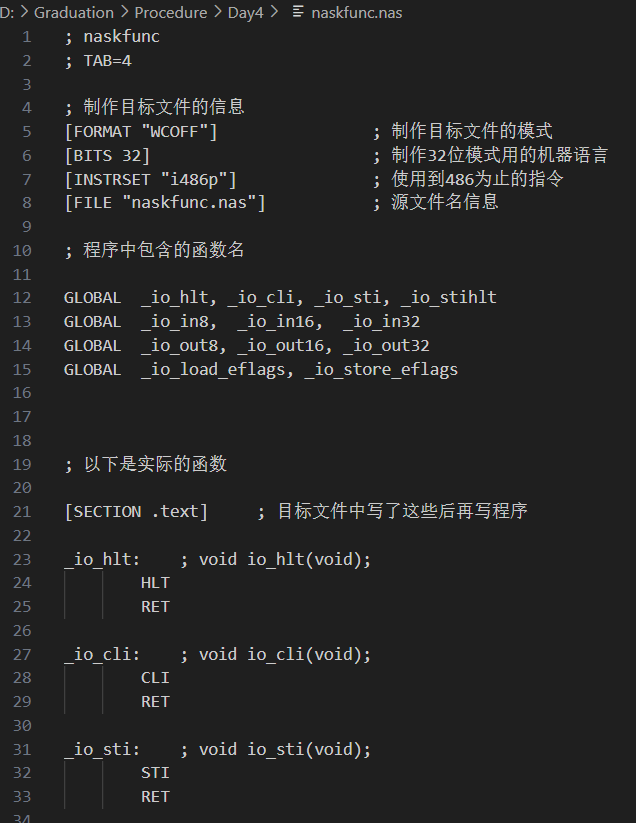 D: > Graduation > Procedure > Day4 > naskfunc.nas
1 ; naskfunc
2 ; TAB=4
3
4 ; 制作目标文件的信息
5 [FORMAT "WCOFF"] ; 制作目标文件的模式
6 [BITS 32] ; 制作32位模式用的机器语言
7 [INSTRSET "i486p"] ; 使用到486为止的指令
8 [FILE "naskfunc.nas"] ; 源文件名信息
9
10 ; 程序中包含的函数名
11
12 GLOBAL _io_hlt, _io_cli, _io_sti, _io_stihlt
13 GLOBAL _io_in8, _io_in16, _io_in32
14 GLOBAL _io_out8, _io_out16, _io_out32
15 GLOBAL _io_load_eflags, _io_store_eflags
16
17
18
19 ; 以下是实际的函数
20
21 [SECTION .text] ; 目标文件中写了这些后再写程序
22
23 _io_hlt: ; void io_hlt(void);
24 HLT
25 RET
26
27 _io_cli: ; void io_cli(void);
28 CLI
29 RET
30
31 _io_sti: ; void io_sti(void);
32 STI
33 RET
34